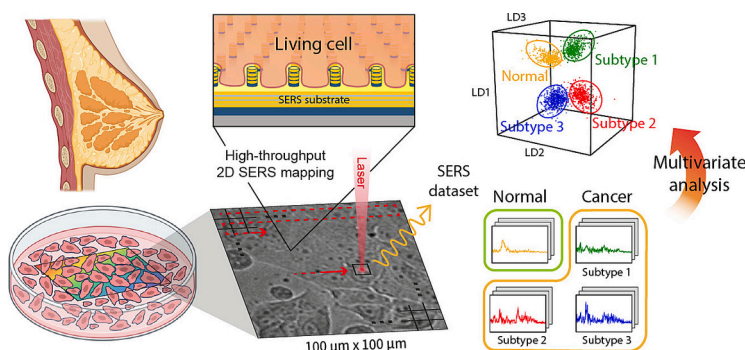 Living cell
SERS substrate
High-throughput
2D SERS mapping
Laser
SERS
dataset
100 µm x 100 µm
LD3
LD1
LD2
Normal
Subtype 1
Subtype 3
Subtype 2
Multivariate
analysis
Normal
Cancer
Subtype 1
Subtype 2
Subtype 3